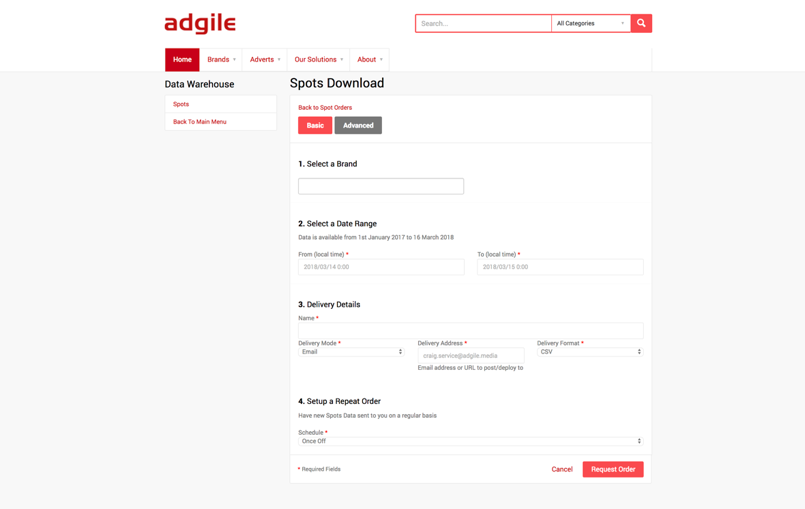 adgile
Search...
All Categories
Home
Brands
Adverts
Our Solutions
About
Data Warehouse
Spots
Back To Main Menu
Spots Download
Back to Spot Orders
Basic
Advanced
1. Select a Brand
2. Select a Date Range
Data is available from 1st January 2017 to 16 March 2018
From (local time) *
To (local time) *
2018/03/14 0:00
2018/03/15 0:00
3. Delivery Details
Name *
Delivery Mode *
Delivery Address *
Delivery Format *
Email
craig.service@adgile.media
CSV
Email address or URL to post/deploy to
4. Setup a Repeat Order
Have new Spots Data sent to you on a regular basis
Schedule *
Once Off
* Required Fields
Cancel
Request Order